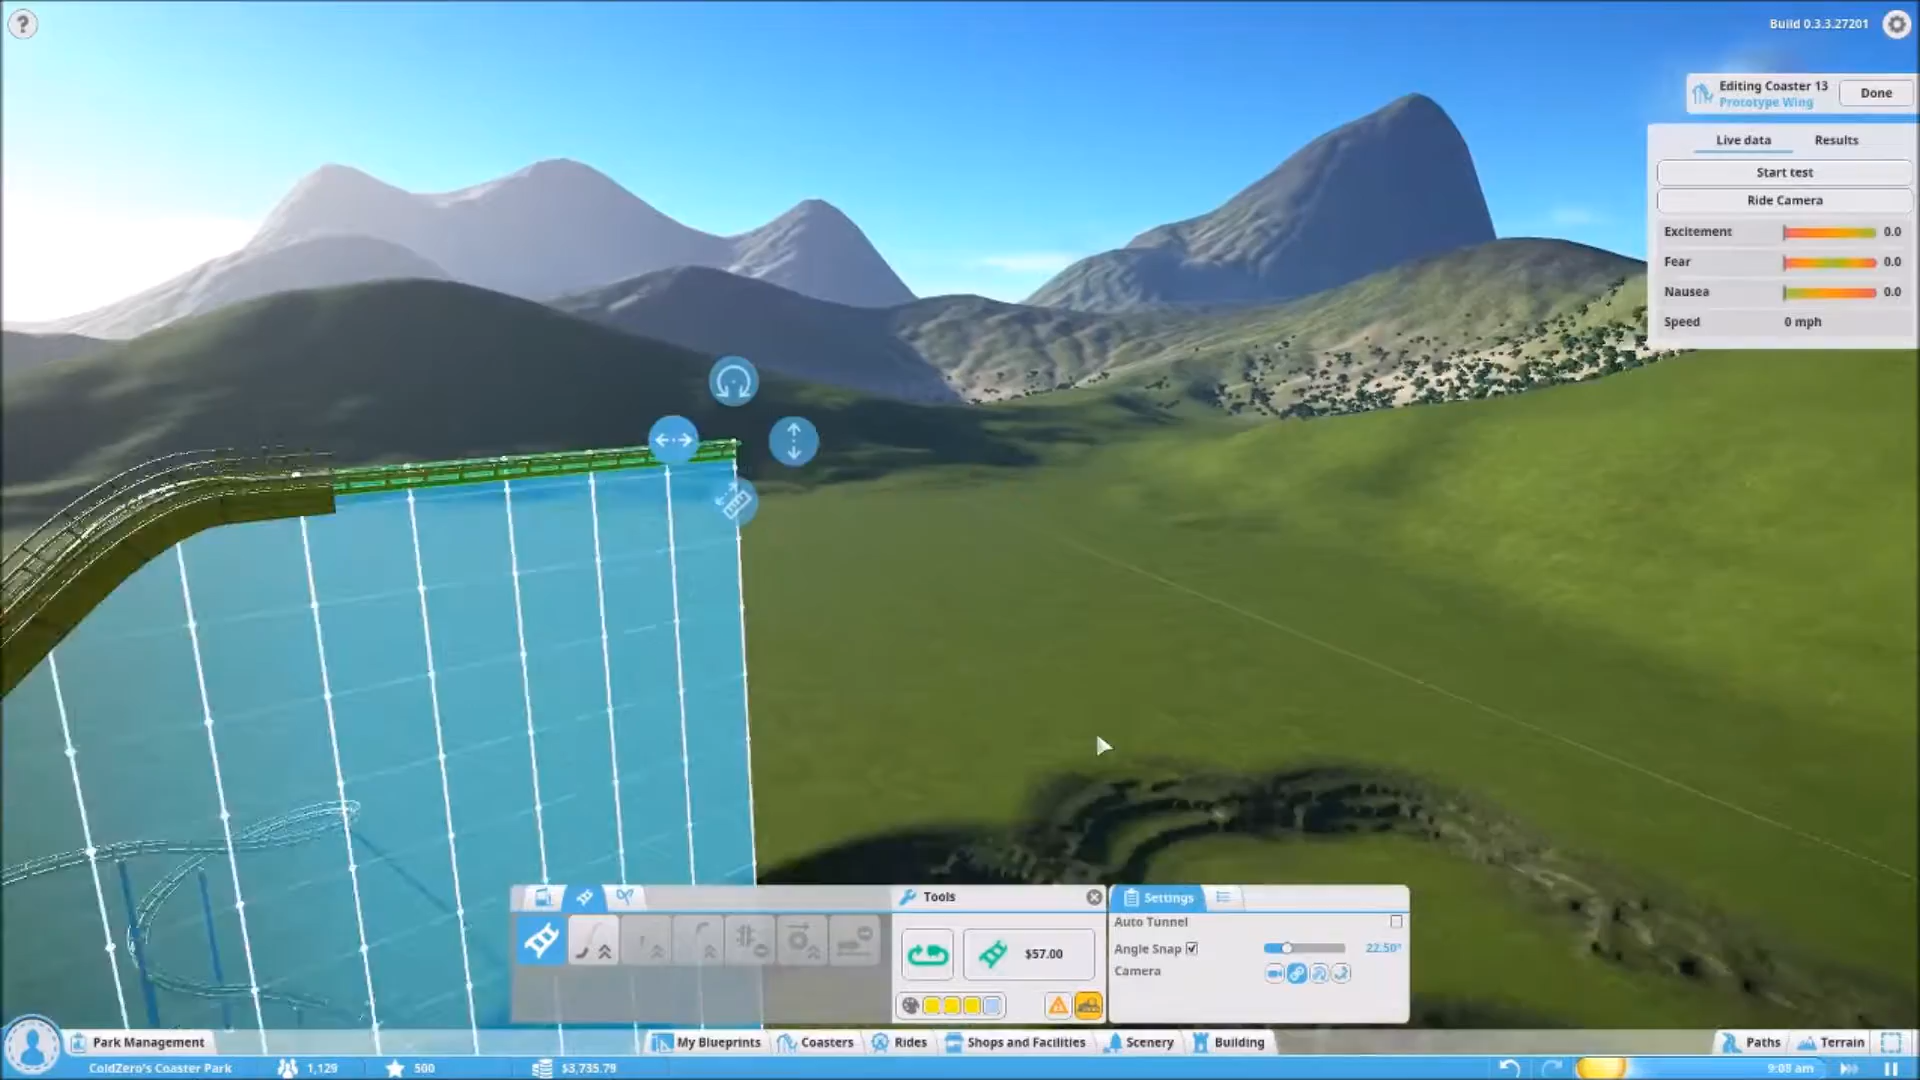 ?
Build 0.3.3.27201
Editing Coaster 13
Prototype Wing
Done
Live data
Results
Start test
Ride Camera
Excitement 0.0
Fear 0.0
Nausea 0.0
Speed 0 mph
Tools
$57.00
Settings
Auto Tunnel
Angle Snap 22.50°
Camera
Park Management
My Blueprints
Coasters
Rides
Shops and Facilities
Scenery
Building
Paths
Terrain
ColdZero's Coaster Park
1,129
500
$3,735.79
9:08 am